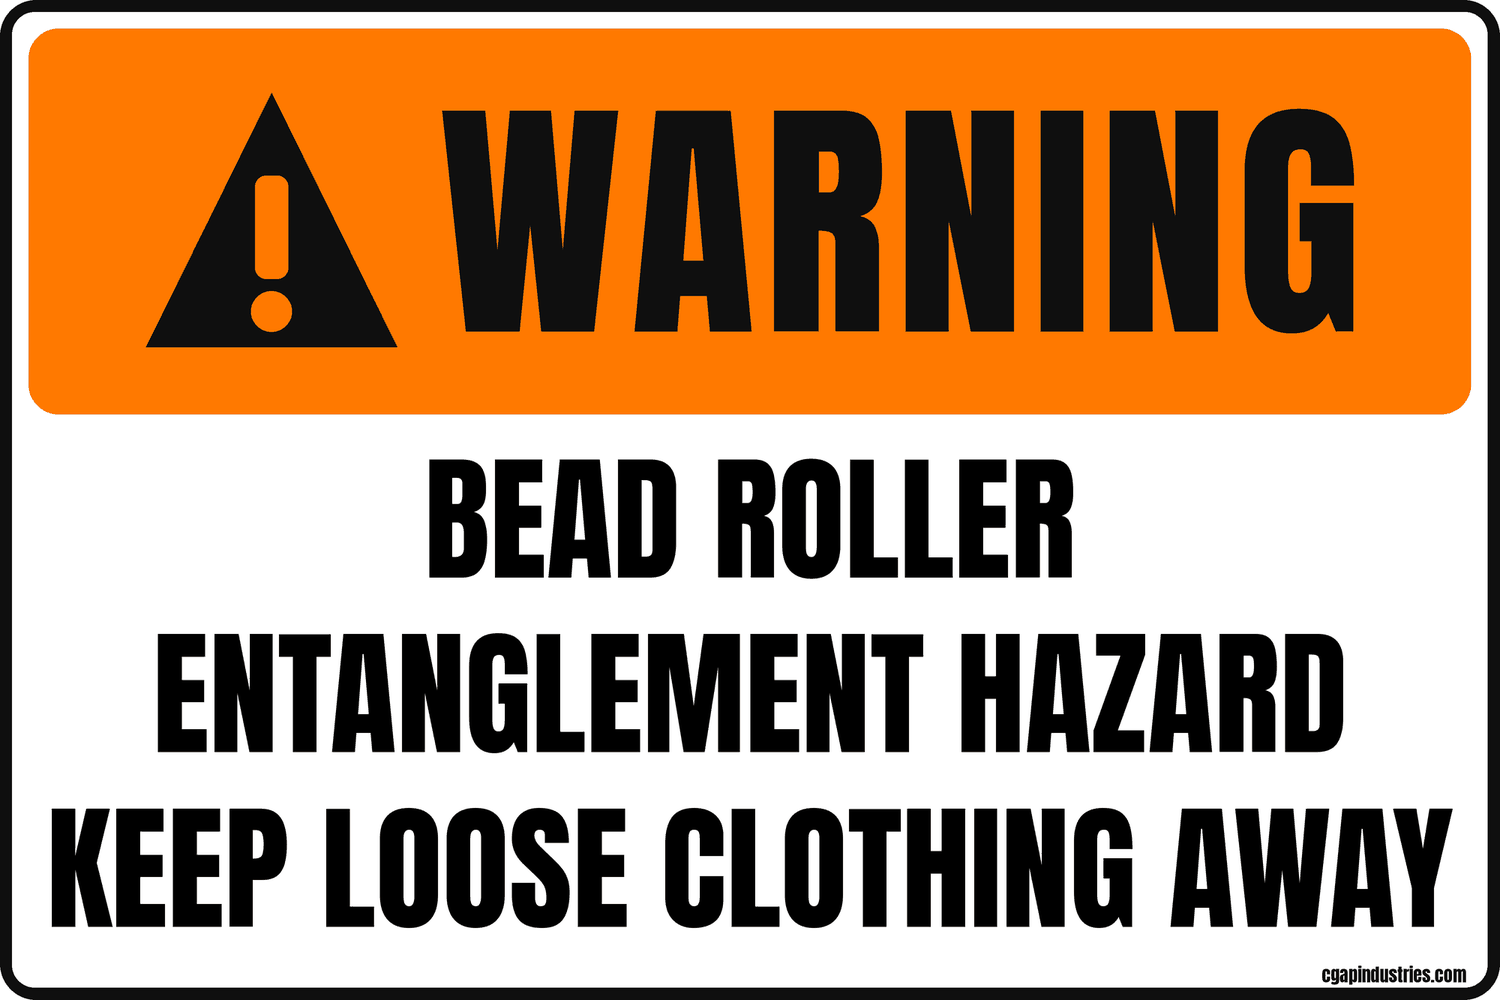 WARNING
BEAD ROLLER
ENTANGLEMENT HAZARD
KEEP LOOSE CLOTHING AWAY
cgapindustries.com